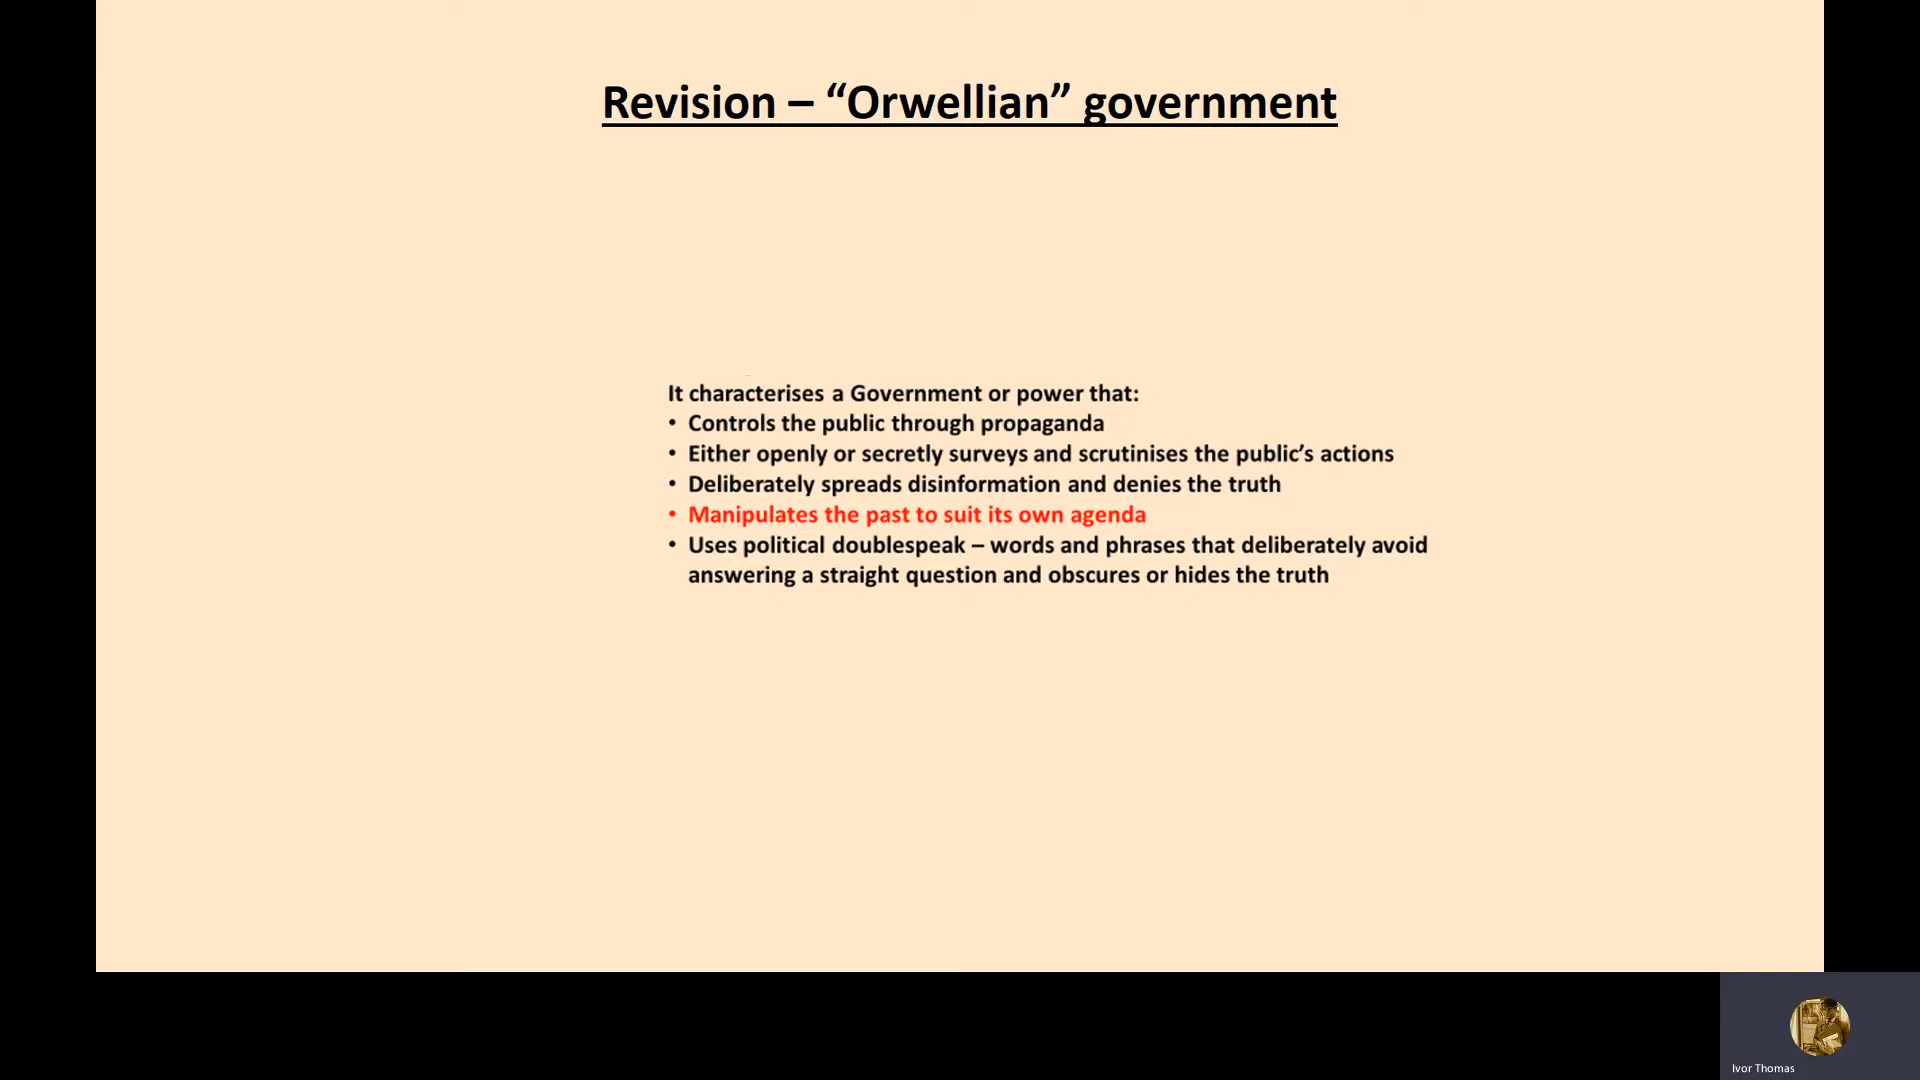 Revision – “Orwellian” government
It characterises a Government or power that:
• Controls the public through propaganda
• Either openly or secretly surveys and scrutinises the public’s actions
• Deliberately spreads disinformation and denies the truth
• Manipulates the past to suit its own agenda
• Uses political doublespeak – words and phrases that deliberately avoid
answering a straight question and obscures or hides the truth
Ivor Thomas